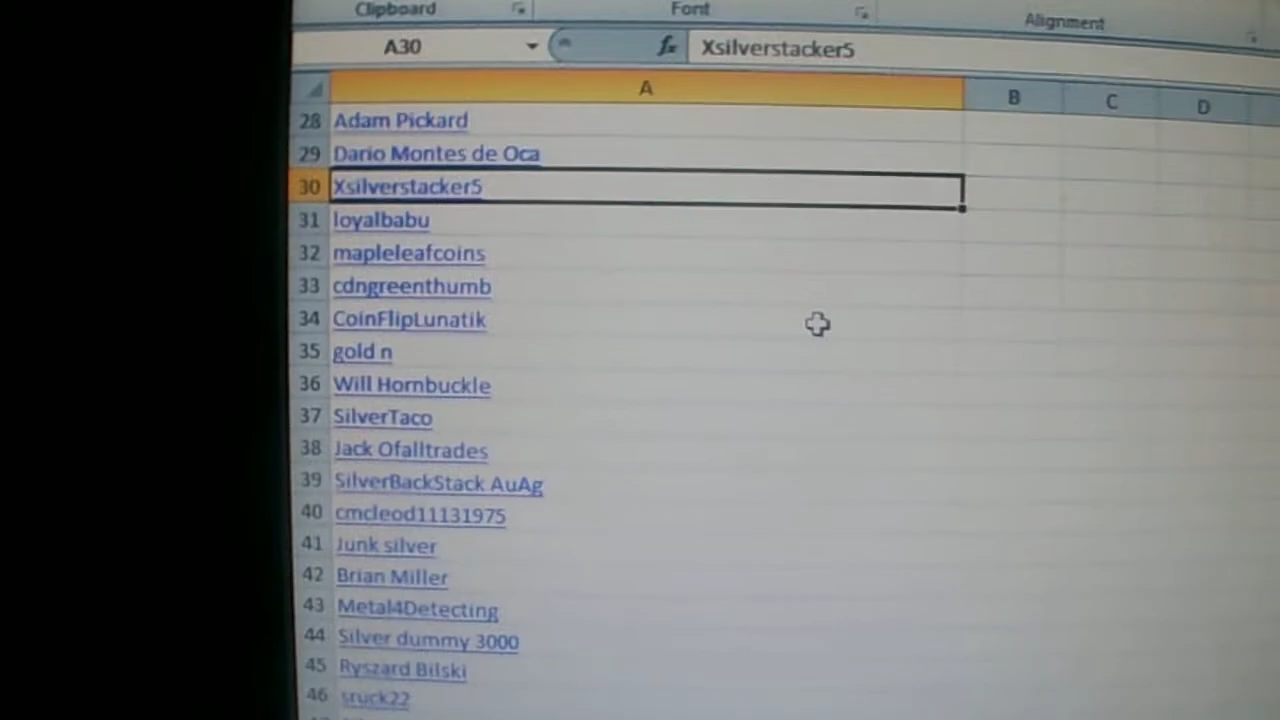 Clipboard Font Alignment
A30 fx Xsilverstacker5
A B C D
28 Adam Pickard
29 Dario Montes de Oca
30 Xsilverstacker5
31 loyalbabu
32 mapleleafcoins
33 cdngreenthumb
34 CoinFlipLunatik
35 gold n
36 Will Hornbuckle
37 SilverTaco
38 Jack Ofalltrades
39 SilverBackStack AuAg
40 cmcleod11131975
41 Junk silver
42 Brian Miller
43 Metal4Detecting
44 Silver dummy 3000
45 Ryszard Bilski
46 sruck22